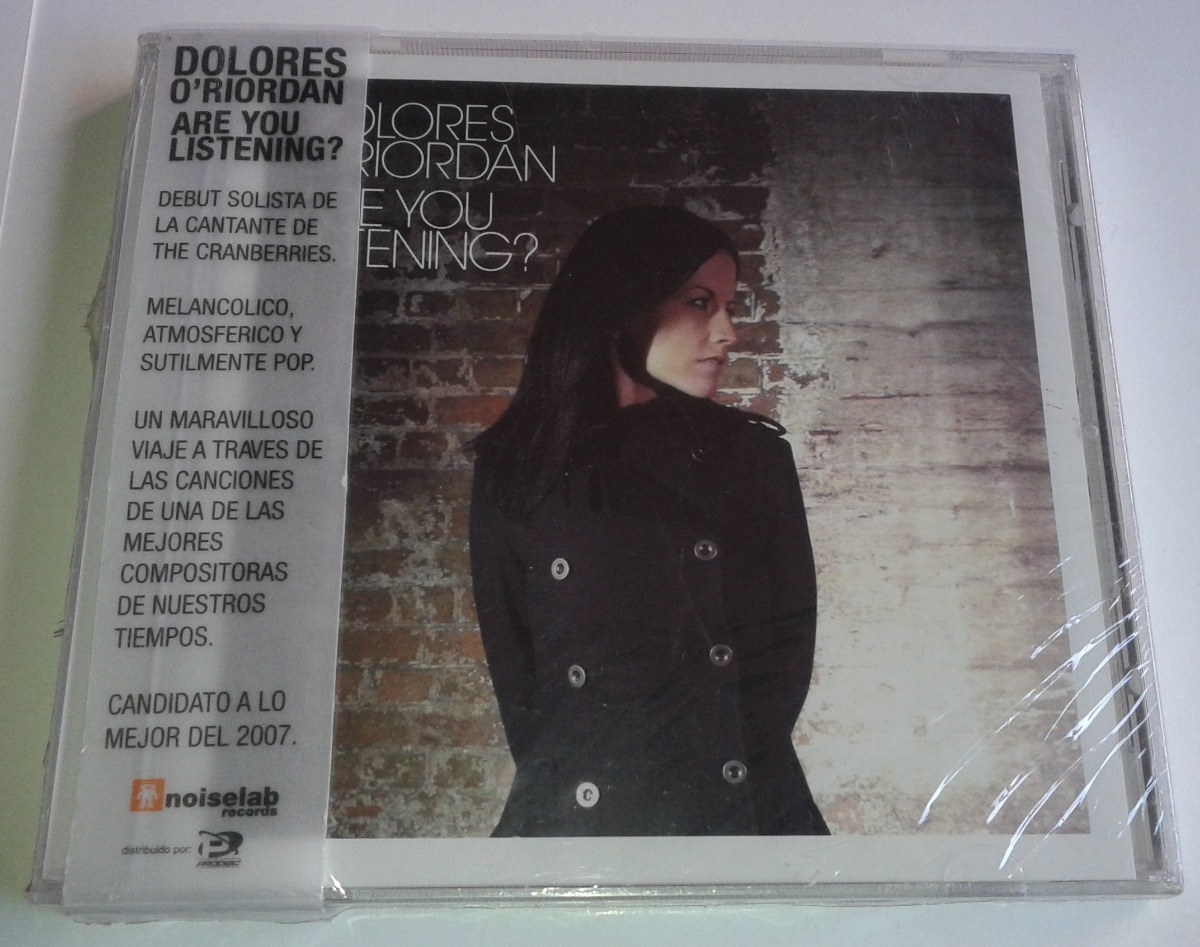 DOLORES
O'RIORDAN
ARE YOU
LISTENING?
DEBUT SOLISTA DE
LA CANTANTE DE
THE CRANBERRIES.
MELANCOLICO,
ATMOSFERICO Y
SUTILMENTE POP.
UN MARAVILLOSO
VIAJE A TRAVES DE
LAS CANCIONES
DE UNA DE LAS
MEJORES
COMPOSITORAS
DE NUESTROS
TIEMPOS.
CANDIDATO A LO
MEJOR DEL 2007.
noiselab
records
distribuido por:
PRODISC
OLORES
RIORDAN
E YOU
TENING?